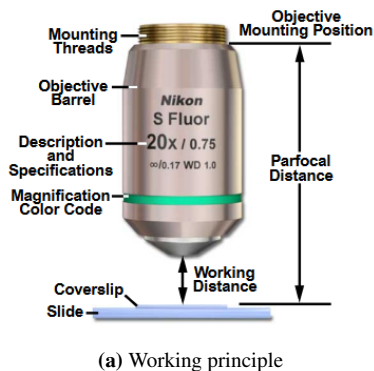 Objective
Mounting Position
Mounting
Threads
Objective
Barrel
Nikon
S Fluor
20x / 0.75
∞/0.17 WD 1.0
Description
and
Specifications
Parfocal
Distance
Magnification
Color Code
Working
Distance
Coverslip
Slide
(a) Working principle